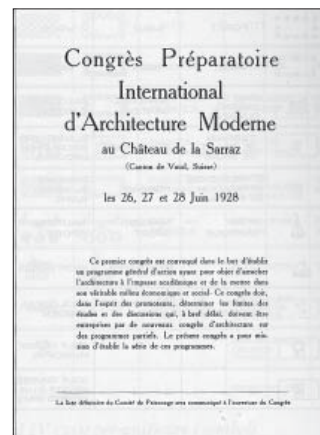 Congrès Préparatoire
International
d'Architecture Moderne
au Château de la Sarraz
(Canton de Vaud, Suisse)
les 26, 27 et 28 Juin 1928
Ce premier congrès est convoqué dans le but d'établir
un programme général d'action ayant pour objet d'arracher
l'architecture à l'impasse académique et de la mettre dans
son véritable milieu économique et social. Ce congrès doit,
dans l'esprit des promoteurs, déterminer les limites des
études et des discussions qui, à bref délai, doivent être
entreprises par de nouveaux congrès d'architecture sur
des programmes partiels. Le présent congrès a pour mis-
sion d'établir la série de ces programmes.
La liste définitive du Comité de Patronage sera communiquée à l'ouverture du Congrès